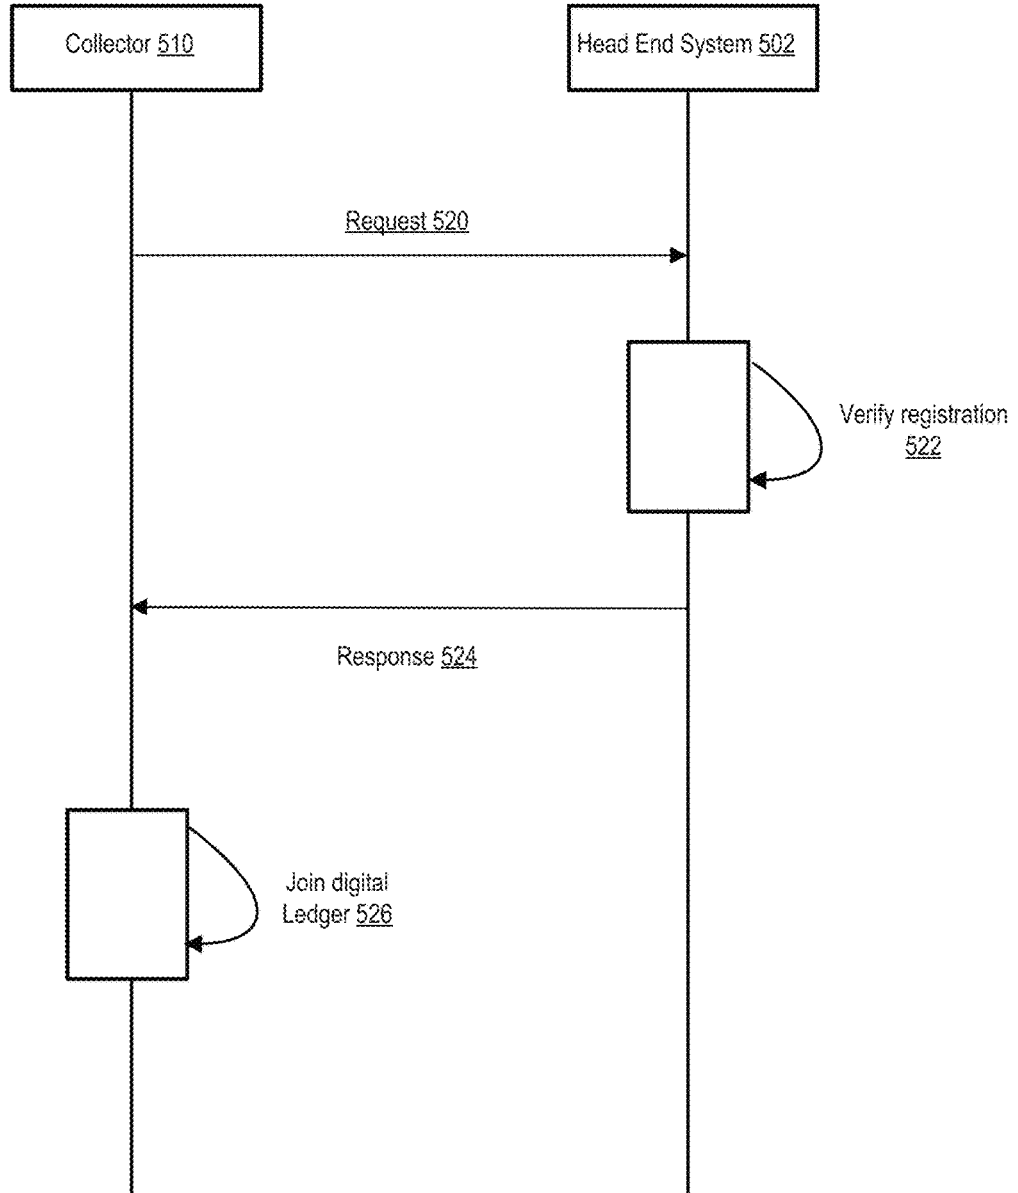 Collector 510
Head End System 502
Request 520
Verify registration
522
Response 524
Join digital
Ledger 526